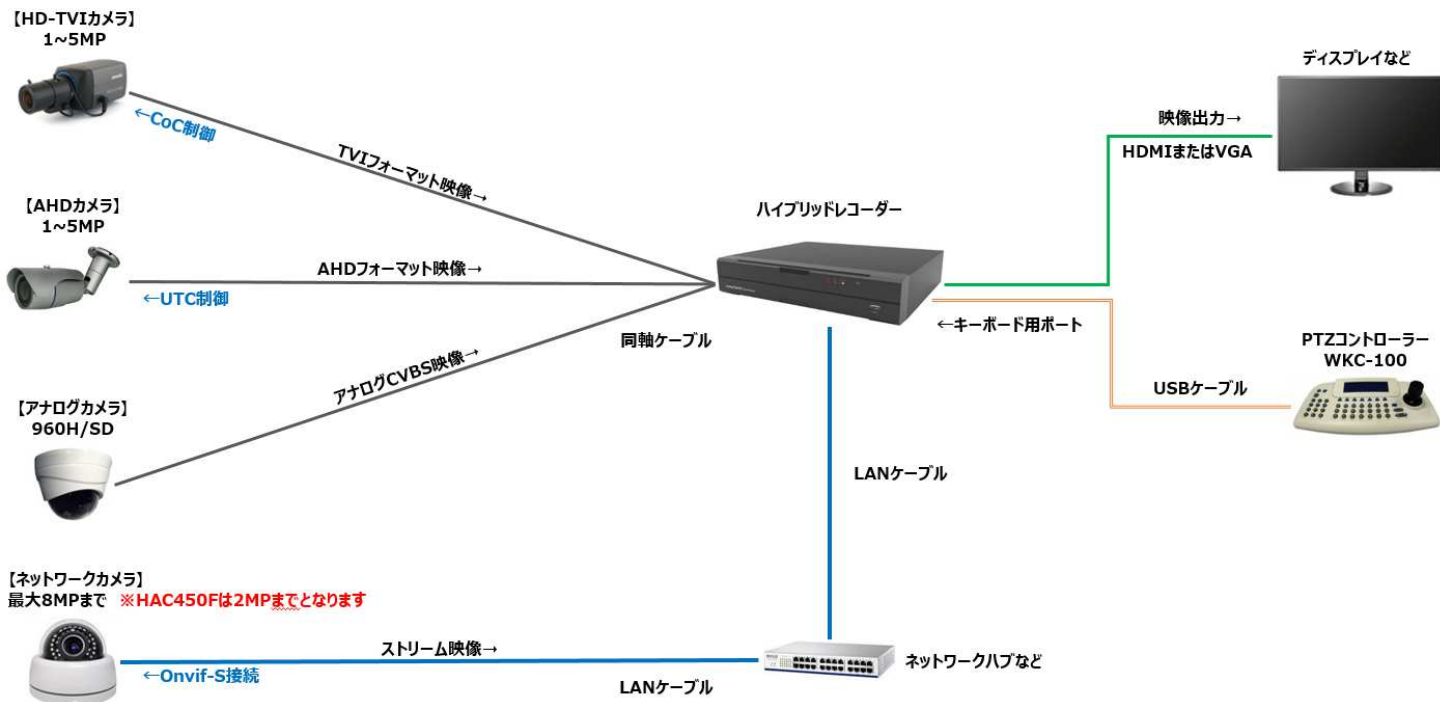 【HD-TVIカメラ】
1~5MP
←CoC制御
TVIフォーマット映像→
【AHDカメラ】
1~5MP
AHDフォーマット映像→
←UTC制御
アナログCVBS映像→
同軸ケーブル
【アナログカメラ】
960H/SD
ハイブリッドレコーダー
ディスプレイなど
映像出力→
HDMIまたはVGA
←キーボード用ポート
PTZコントローラー
WKC-100
USBケーブル
LANケーブル
【ネットワークカメラ】
最大8MPまで ※HAC450Fは2MPまでとなります
ストリーム映像→
←Onvif-S接続
LANケーブル
ネットワークハブなど